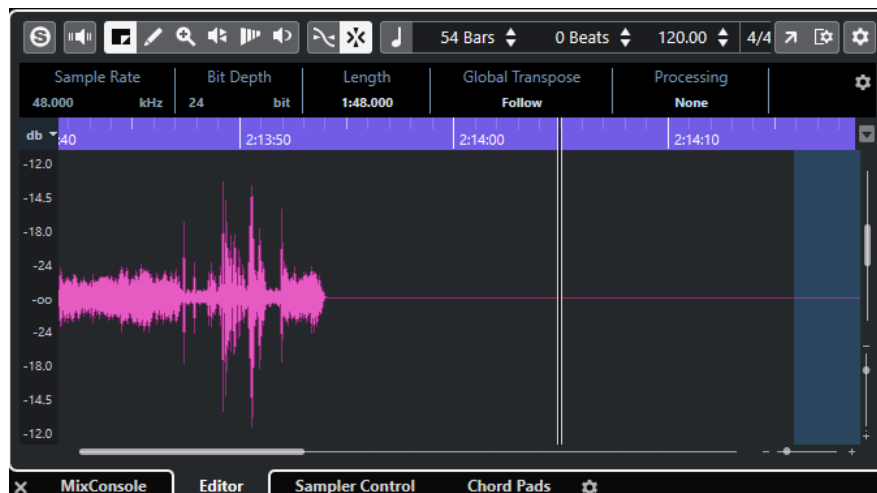 S 54 Bars 0 Beats 120.00 4/4
Sample Rate Bit Depth Length Global Transpose Processing
48.000 kHz 24 bit 1:48.000 Follow None
db :40 2:13:50 2:14:00 2:14:10
-12.0
-14.5
-18.0
-24
-oo
-24
-18.0
-14.5
-12.0
MixConsole Editor Sampler Control Chord Pads